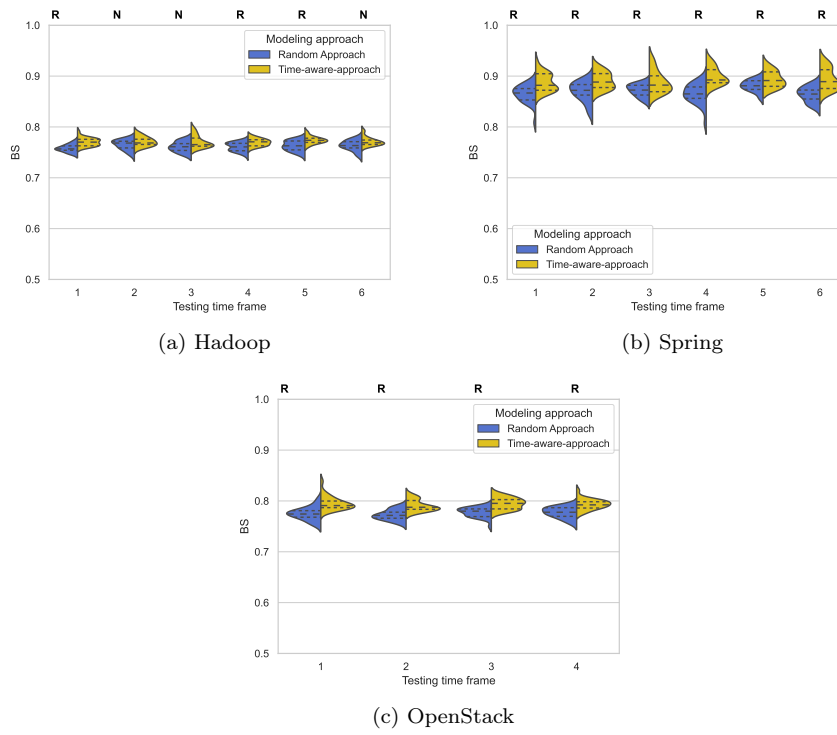 R N N R R N
1.0
0.9
0.8
0.7
0.6
0.5
BS
Modeling approach
Random Approach
Time-aware-approach
1 2 3 4 5 6
Testing time frame
(a) Hadoop
R R R R R R
1.0
0.9
0.8
0.7
0.6
0.5
BS
Modeling approach
Random Approach
Time-aware-approach
1 2 3 4 5 6
Testing time frame
(b) Spring
R R R R
1.0
0.9
0.8
0.7
0.6
0.5
BS
Modeling approach
Random Approach
Time-aware-approach
1 2 3 4
Testing time frame
(c) OpenStack